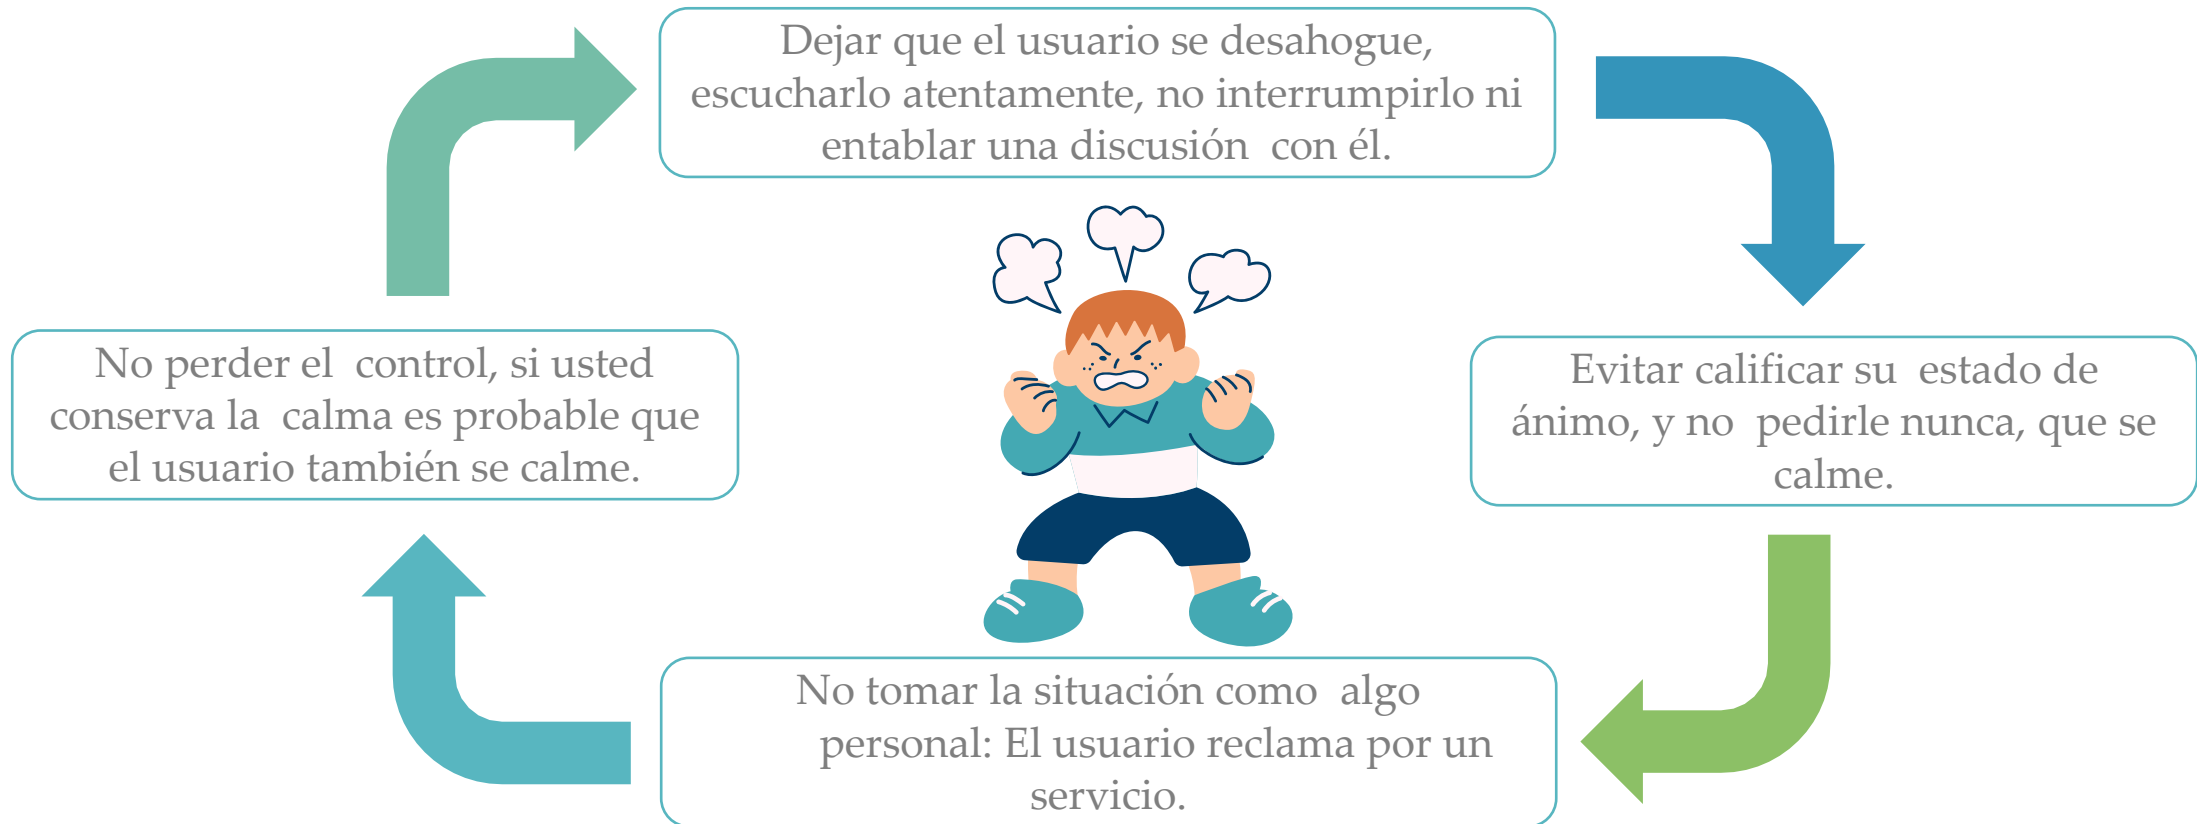 Dejar que el usuario se desahogue,
escucharlo atentamente, no interrumpirlo ni
entablar una discusión con él.
Evitar calificar su estado de
ánimo, y no pedirle nunca, que se
calme.
No tomar la situación como algo
personal: El usuario reclama por un
servicio.
No perder el control, si usted
conserva la calma es probable que
el usuario también se calme.